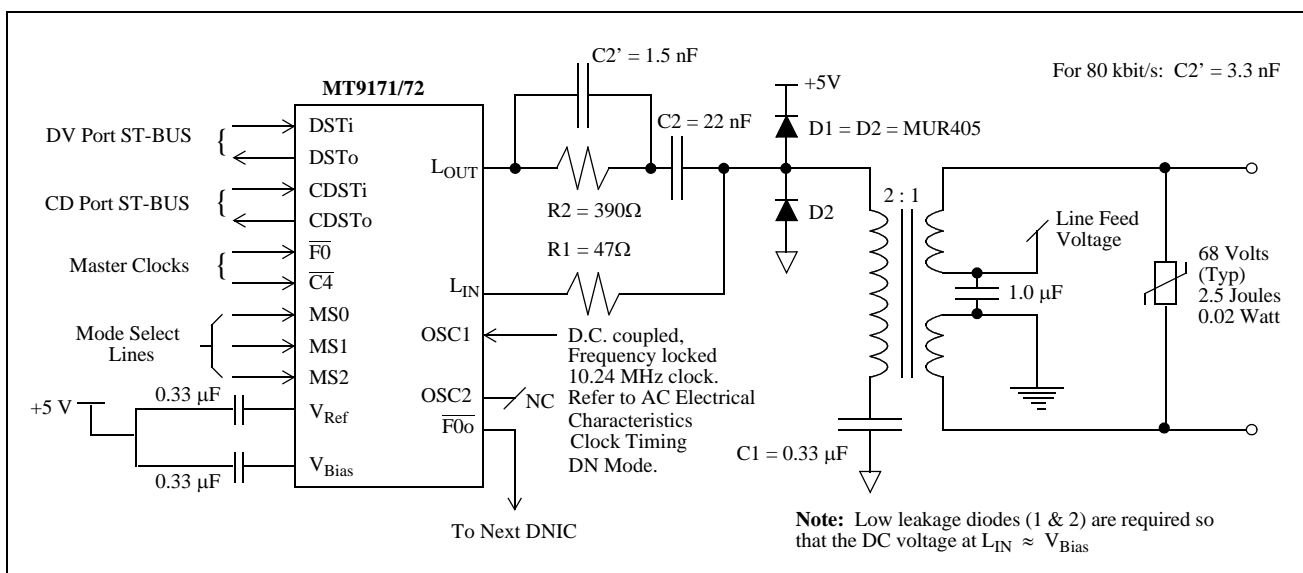 C2' = 1.5 nF
For 80 kbit/s: C2' = 3.3 nF
MT9171/72
+5V
DV Port ST-BUS
DSTi
DSTo
C2 = 22 nF
D1 = D2 = MUR405
LOUT
CD Port ST-BUS
CDSTi
CDSTo
R2 = 390Ω
D2
2 : 1
Line Feed
Voltage
Master Clocks
F0
C4
R1 = 47Ω
LIN
1.0 μF
68 Volts
(Typ)
2.5 Joules
0.02 Watt
Mode Select
Lines
MS0
MS1
MS2
OSC1
D.C. coupled,
Frequency locked
10.24 MHz clock.
Refer to AC Electrical
Characteristics
Clock Timing
DN Mode.
OSC2
NC
F0o
+5 V
0.33 μF
VRef
0.33 μF
VBias
C1 = 0.33 μF
To Next DNIC
Note: Low leakage diodes (1 & 2) are required so
that the DC voltage at LIN ≈ VBias